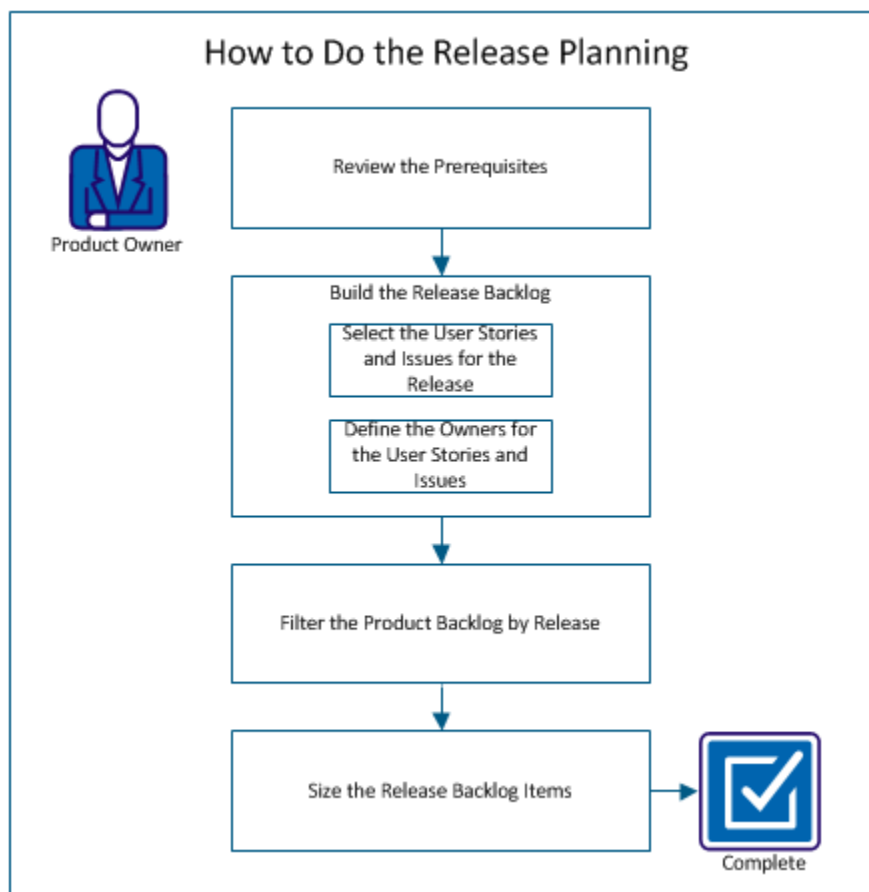 How to Do the Release Planning
Product Owner
Review the Prerequisites
Build the Release Backlog
Select the User Stories
and Issues for the
Release
Define the Owners for
the User Stories and
Issues
Filter the Product Backlog by Release
Size the Release Backlog Items
Complete